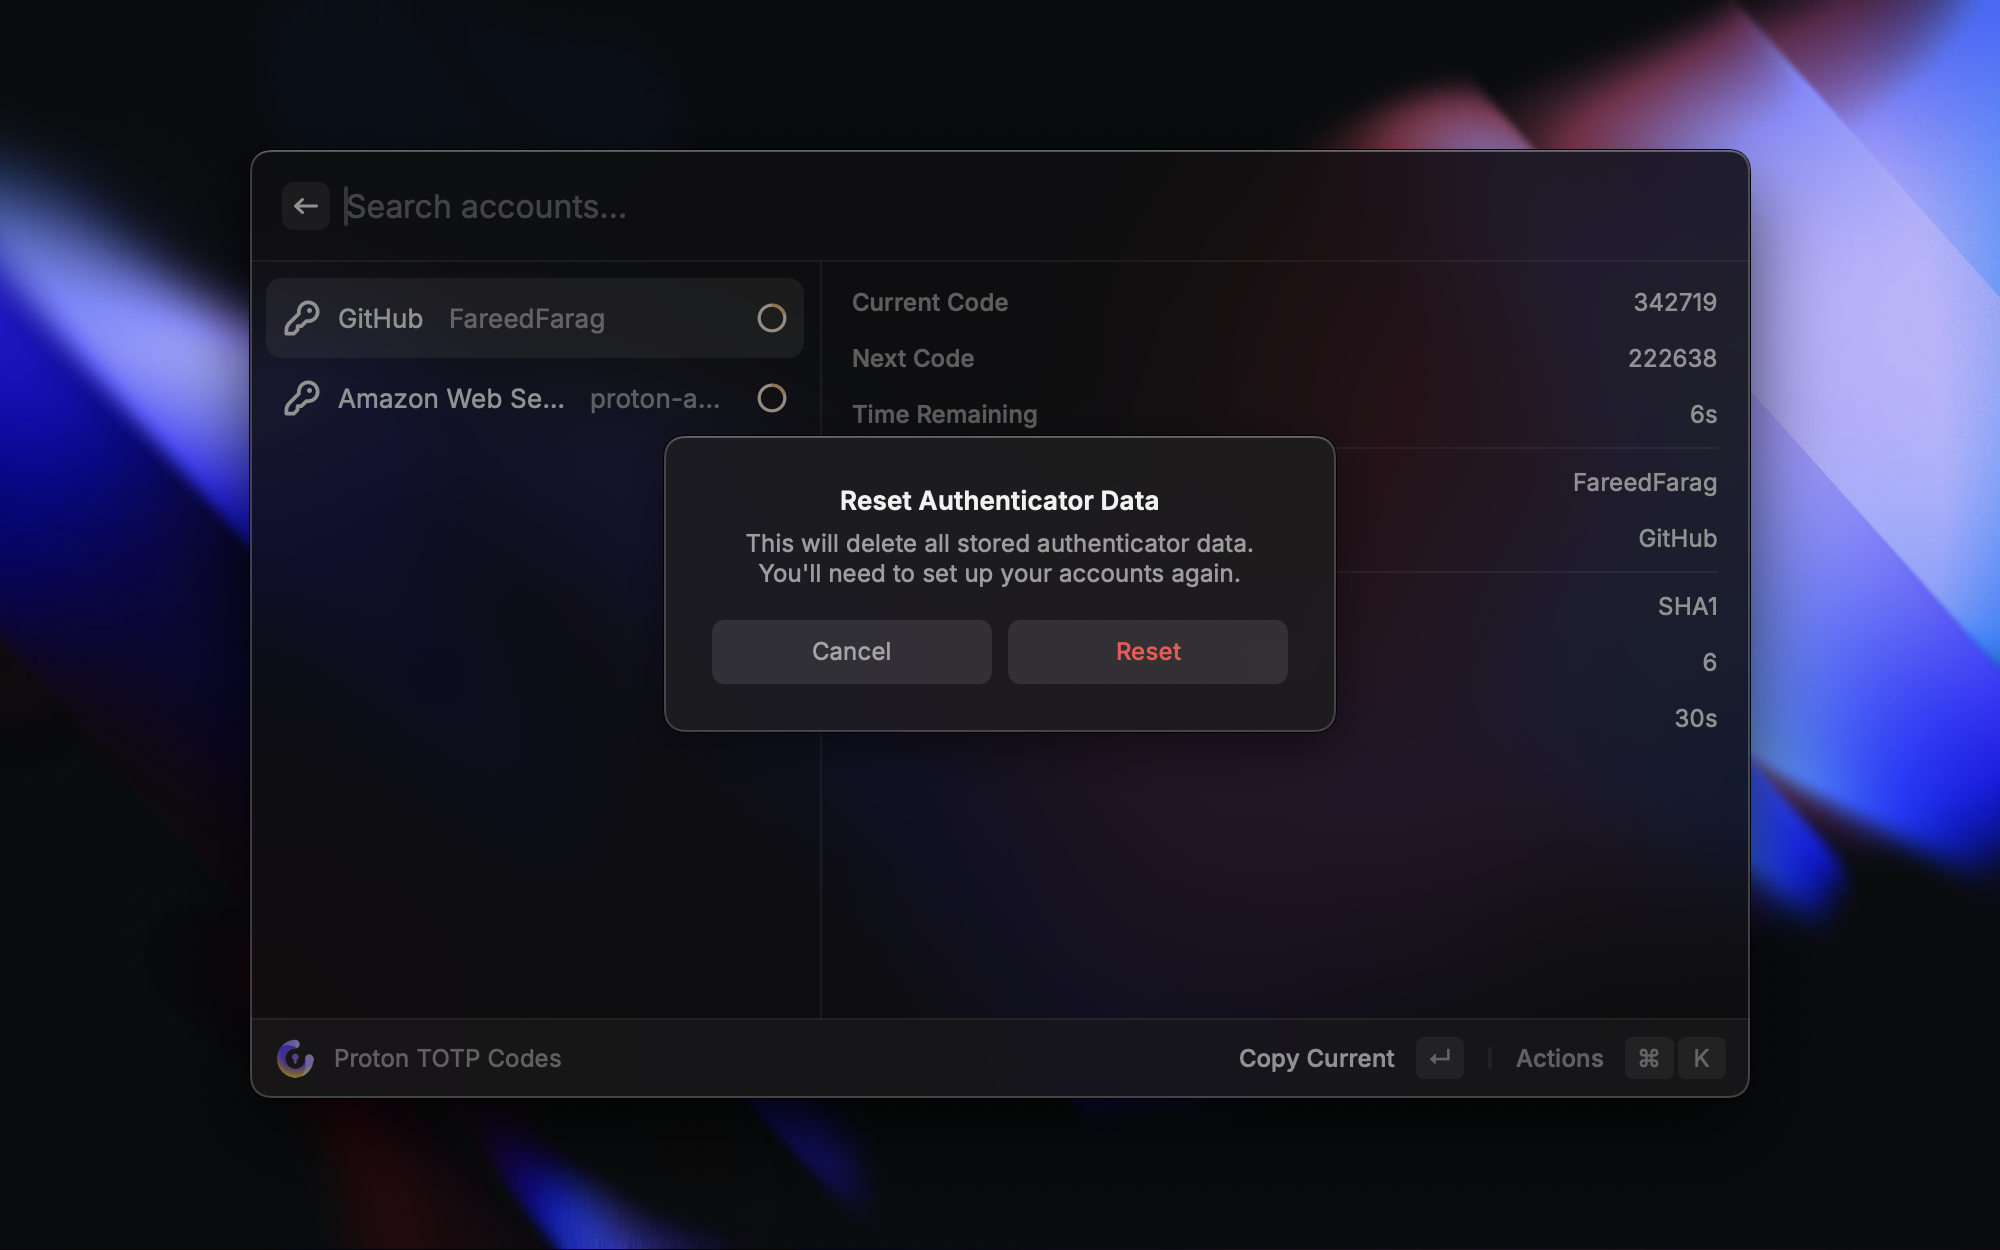 Search accounts...
GitHub FareedFarag
Amazon Web Se... proton-a...
Current Code 342719
Next Code 222638
Time Remaining 6s
FareedFarag
GitHub
SHA1
6
30s
Reset Authenticator Data
This will delete all stored authenticator data.
You'll need to set up your accounts again.
Cancel Reset
Proton TOTP Codes Copy Current ↵ Actions ⌘ K